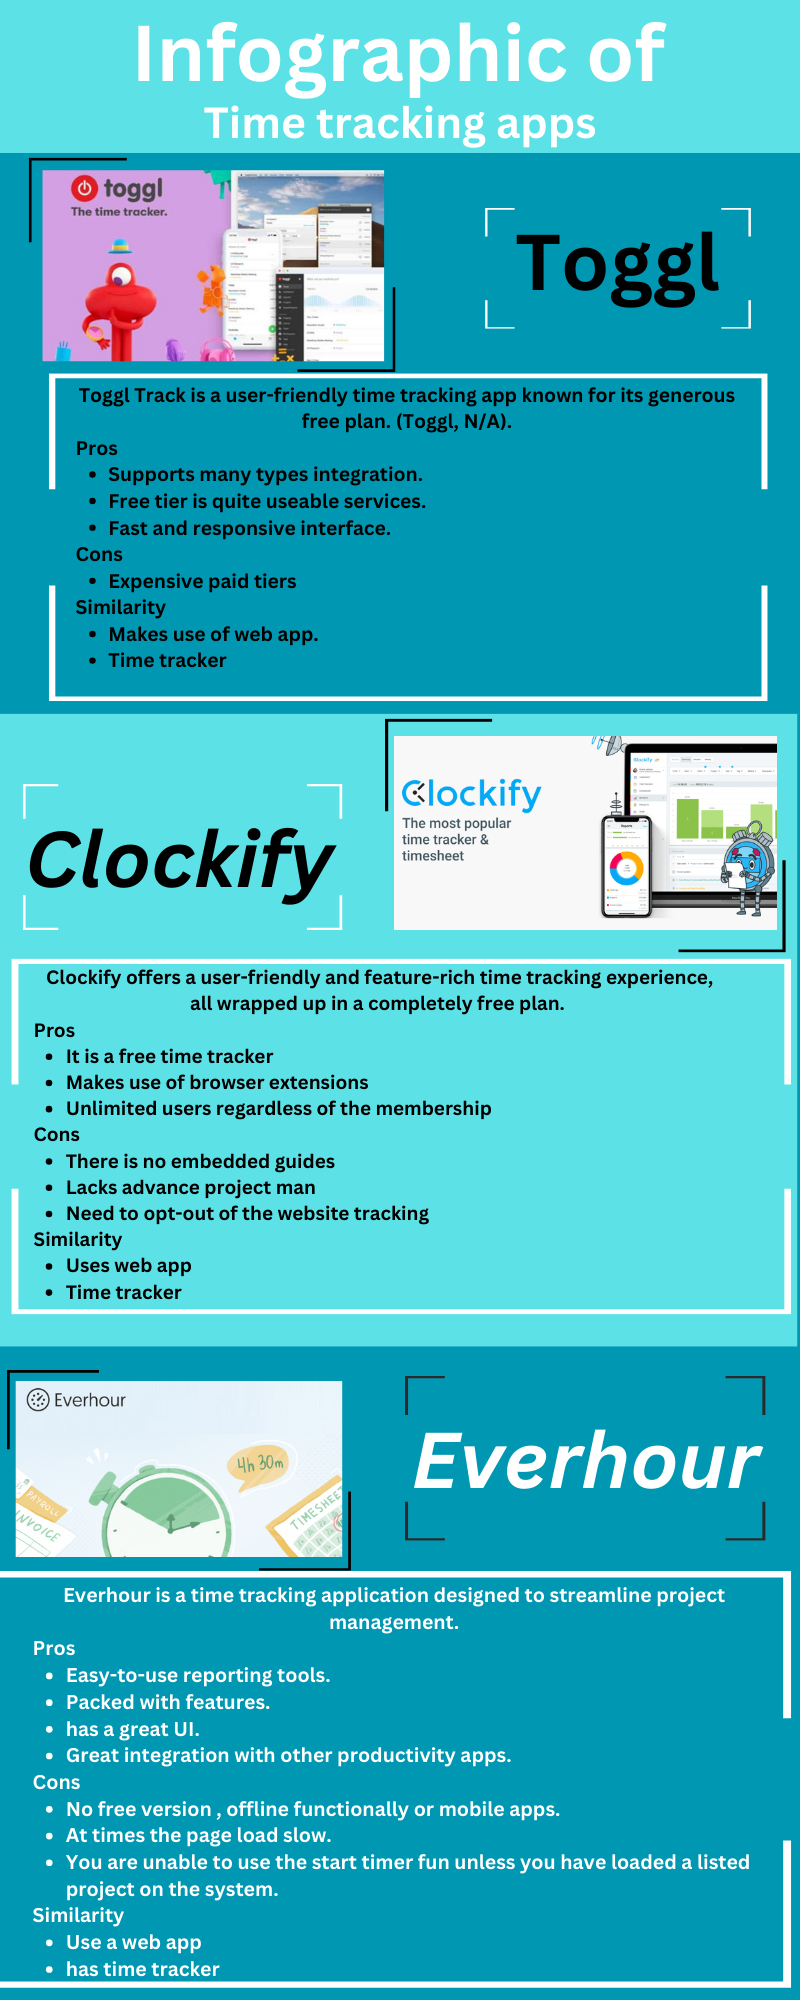 Infographic of
Time tracking apps
toggl
The time tracker.
Toggl
Toggl Track is a user-friendly time tracking app known for its generous
free plan. (Toggl, N/A).
Pros
• Supports many types integration.
• Free tier is quite useable services.
• Fast and responsive interface.
Cons
• Expensive paid tiers
Similarity
• Makes use of web app.
• Time tracker
Clockify
Clockify
The most popular
time tracker &
timesheet
Clockify
Reports
Clockify offers a user-friendly and feature-rich time tracking experience,
all wrapped up in a completely free plan.
Pros
• It is a free time tracker
• Makes use of browser extensions
• Unlimited users regardless of the membership
Cons
• There is no embedded guides
• Lacks advance project man
• Need to opt-out of the website tracking
Similarity
• Uses web app
• Time tracker
Everhour
4h 30m
PAYROLL
INVOICE
TIMESHEET
Everhour
Everhour is a time tracking application designed to streamline project
management.
Pros
• Easy-to-use reporting tools.
• Packed with features.
• has a great UI.
• Great integration with other productivity apps.
Cons
• No free version , offline functionally or mobile apps.
• At times the page load slow.
• You are unable to use the start timer fun unless you have loaded a listed
project on the system.
Similarity
• Use a web app
• has time tracker